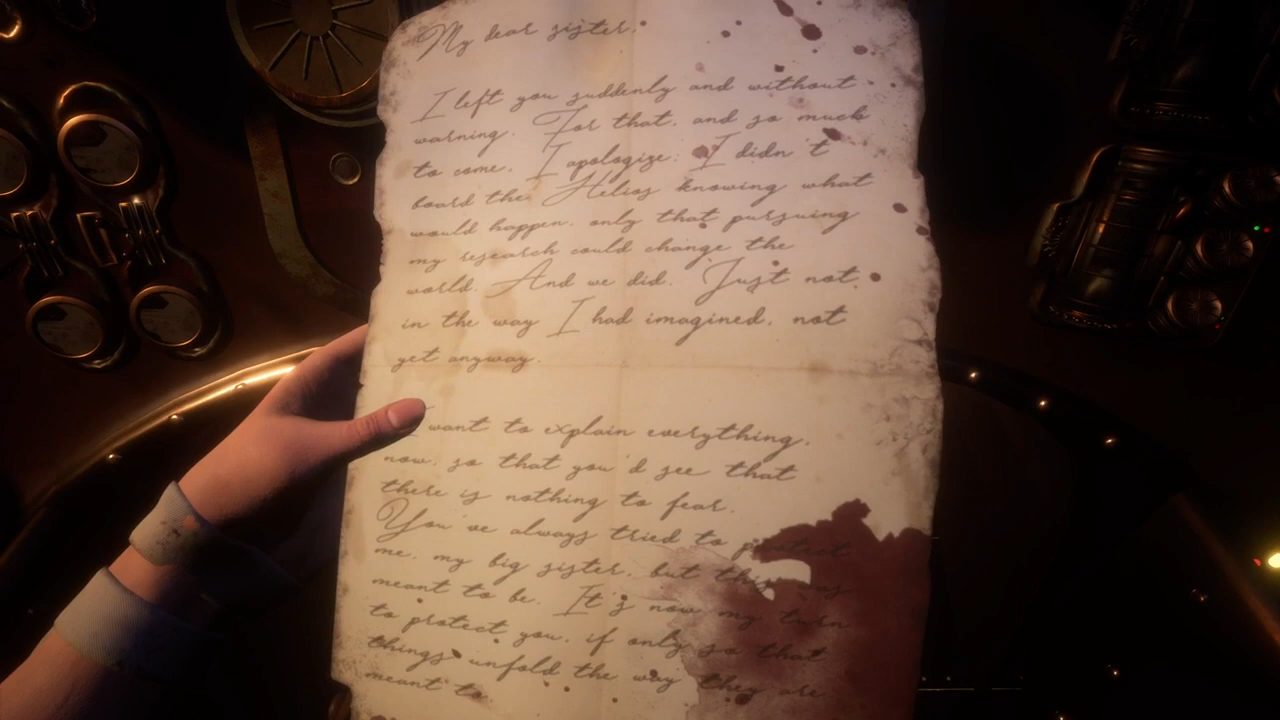 My dear sister,
I left you suddenly and without
warning. For that, and so much
to come, I apologize. I didn't
board the Helios knowing what
would happen, only that pursuing
my research could change the
world. And we did. Just not
in the way I had imagined, not
yet anyway.
I want to explain everything,
now, so that you'd see that
there is nothing to fear.
You've always tried to protect
me, my big sister, but this was
meant to be. It's now my turn
to protect you, if only so that
things unfold the way they are
meant to.